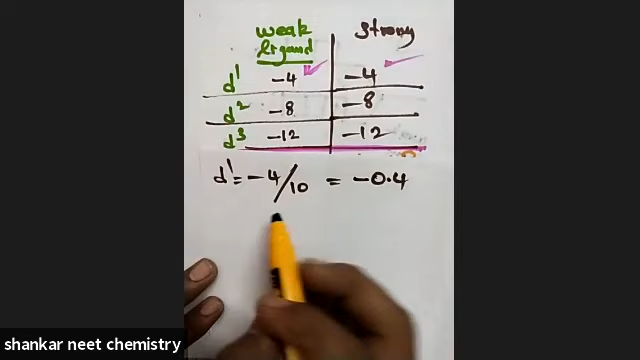 weak ligand strong
d¹ -4 -4
d² -8 -8
d³ -12 -12
d¹ = -4/10 = -0.4
shankar neet chemistry